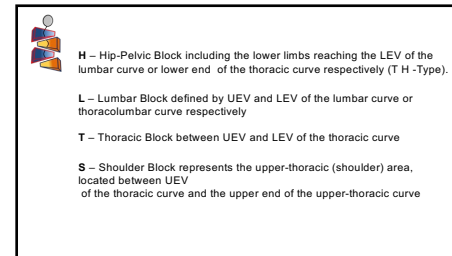 H – Hip-Pelvic Block including the lower limbs reaching the LEV of the
lumbar curve or lower end of the thoracic curve respectively (T H -Type).
L – Lumbar Block defined by UEV and LEV of the lumbar curve or
thoracolumbar curve respectively
T – Thoracic Block between UEV and LEV of the thoracic curve
S – Shoulder Block represents the upper-thoracic (shoulder) area,
located between UEV
of the thoracic curve and the upper end of the upper-thoracic curve